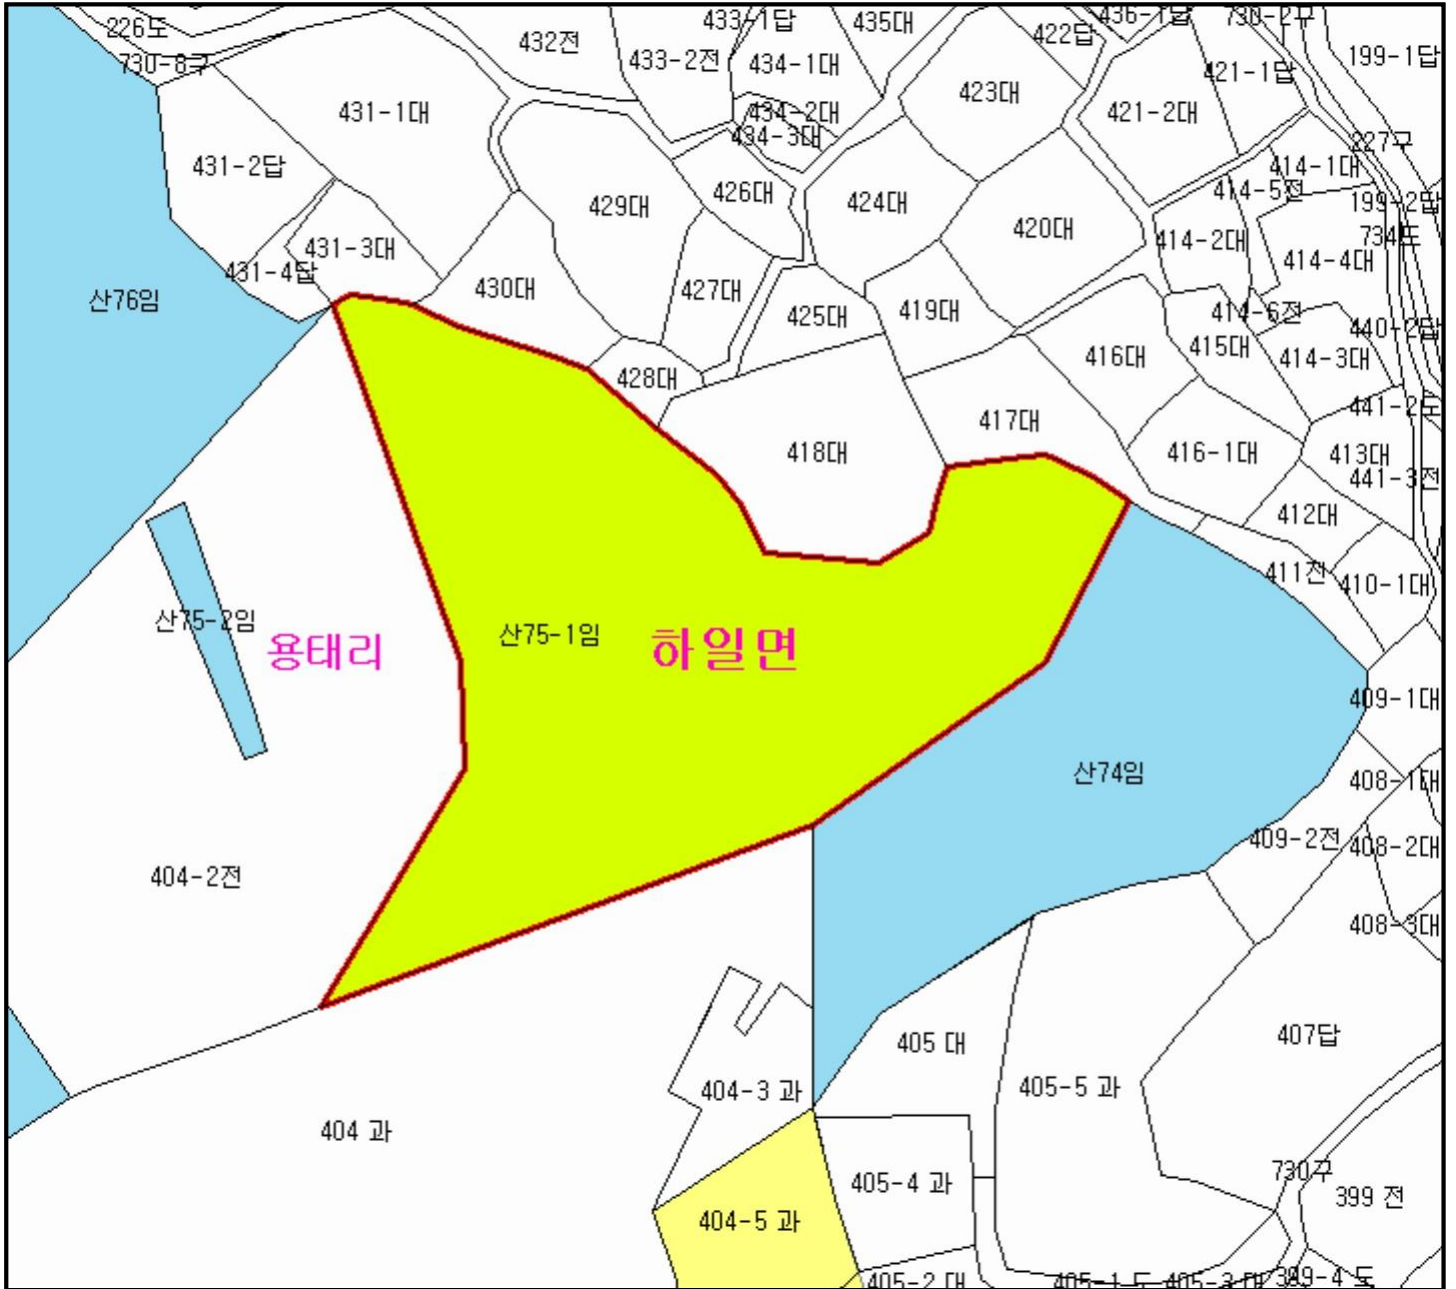 226도
730-8구
432전
433-1답
433-2전
434-1대
435대
422답
436-1답
730-2구
199-1답
431-1대
434-2대
434-3대
423대
421-1답
421-2대
227구
431-2답
429대
426대
424대
420대
414-1대
414-5전
199-2답
734도
431-3대
431-4답
414-2대
414-4대
산76임
430대
427대
425대
419대
414-6전
440-2답
415대
414-3대
416대
428대
418대
417대
416-1대
441-2도
413대
441-3전
412대
411전
410-1대
산75-2임
용태리
산75-1임
하일면
409-1대
산74임
408-1대
409-2전
408-2대
404-2전
408-3대
405 대
407답
404-3 과
405-5 과
404 과
405-4 과
730구
399 전
404-5 과
405-2 대
405-1 도
405-3 대
399-4 도